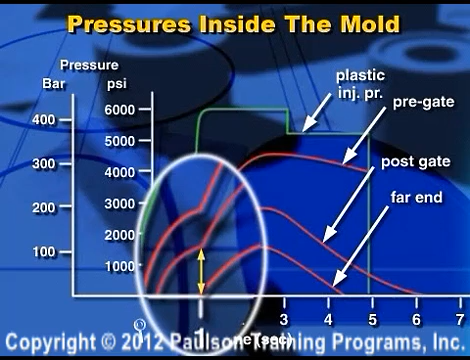 Pressures Inside The Mold
Pressure
Bar psi
plastic
inj. pr.
pre-gate
post gate
far end
400
300
200
100
6000
5000
4000
3000
2000
1000
0 1 3 4 5 6 7
(sec)
Copyright © 2012 Paulson Training Programs, Inc.